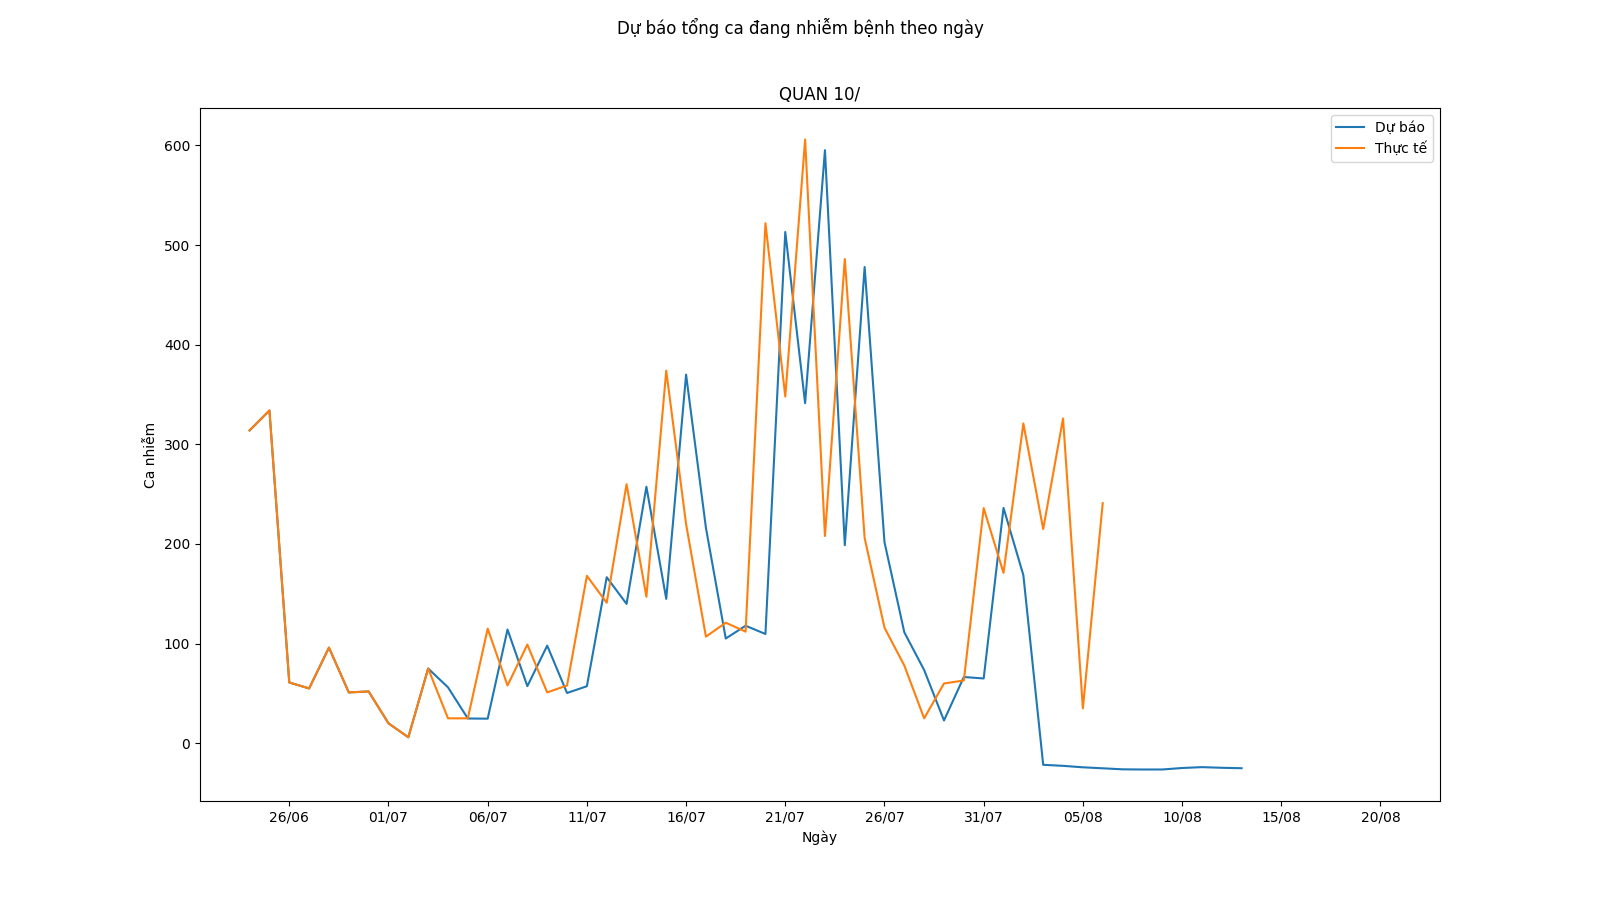 Dự báo tổng ca đang nhiễm bệnh theo ngày
QUAN 10/
Dự báo
Thực tế
600
500
400
300
200
100
0
Ca nhiễm
26/06 01/07 06/07 11/07 16/07 21/07 26/07 31/07 05/08 10/08 15/08 20/08
Ngày